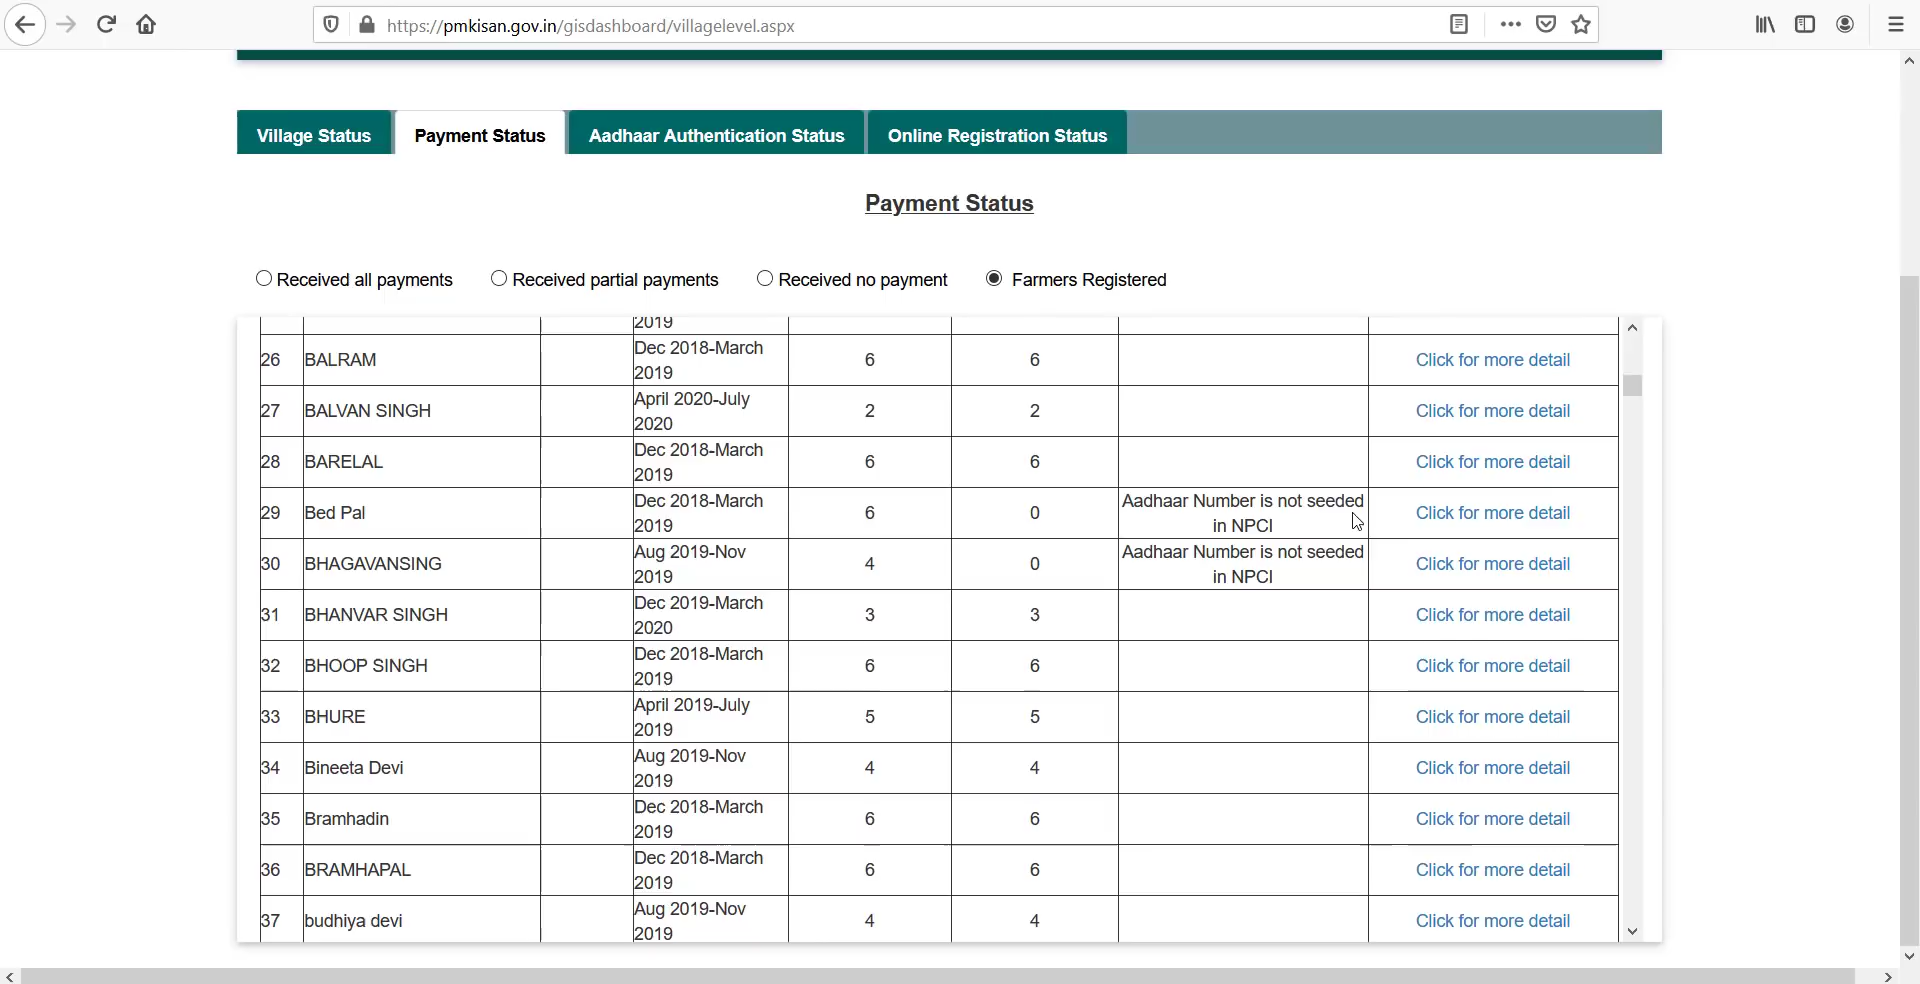 https://pmkisan.gov.in/gisdashboard/villagelevel.aspx
Village Status Payment Status Aadhaar Authentication Status Online Registration Status
Payment Status
Received all payments Received partial payments Received no payment Farmers Registered
2019
26 BALRAM Dec 2018-March 2019 6 6 Click for more detail
27 BALVAN SINGH April 2020-July 2020 2 2 Click for more detail
28 BARELAL Dec 2018-March 2019 6 6 Click for more detail
29 Bed Pal Dec 2018-March 2019 6 0 Aadhaar Number is not seeded in NPCI Click for more detail
30 BHAGAVANSING Aug 2019-Nov 2019 4 0 Aadhaar Number is not seeded in NPCI Click for more detail
31 BHANVAR SINGH Dec 2019-March 2020 3 3 Click for more detail
32 BHOOP SINGH Dec 2018-March 2019 6 6 Click for more detail
33 BHURE April 2019-July 2019 5 5 Click for more detail
34 Bineeta Devi Aug 2019-Nov 2019 4 4 Click for more detail
35 Bramhadin Dec 2018-March 2019 6 6 Click for more detail
36 BRAMHAPAL Dec 2018-March 2019 6 6 Click for more detail
37 budhiya devi Aug 2019-Nov 2019 4 4 Click for more detail